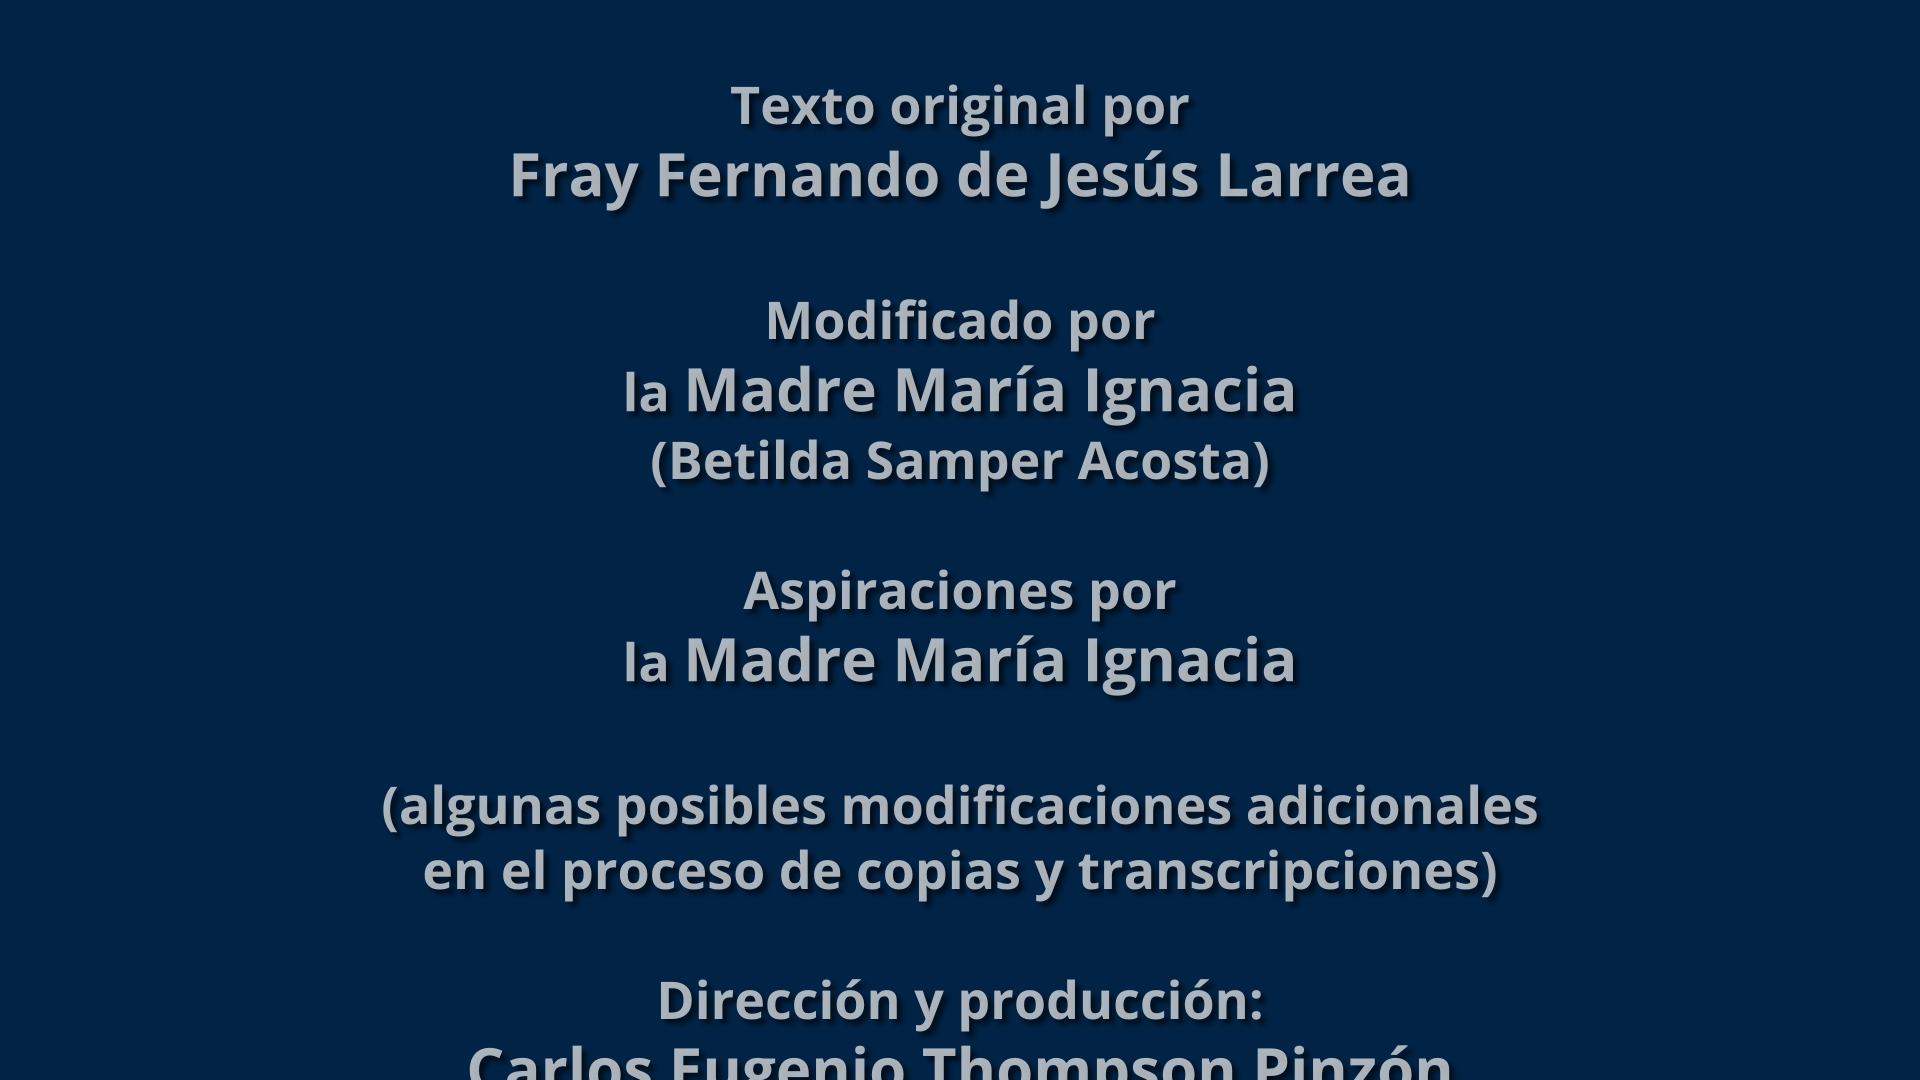 Texto original por
Fray Fernando de Jesús Larrea
Modificado por
la Madre María Ignacia
(Betilda Samper Acosta)
Aspiraciones por
la Madre María Ignacia
(algunas posibles modificaciones adicionales
en el proceso de copias y transcripciones)
Dirección y producción:
Carlos Eugenio Thompson Pinzón